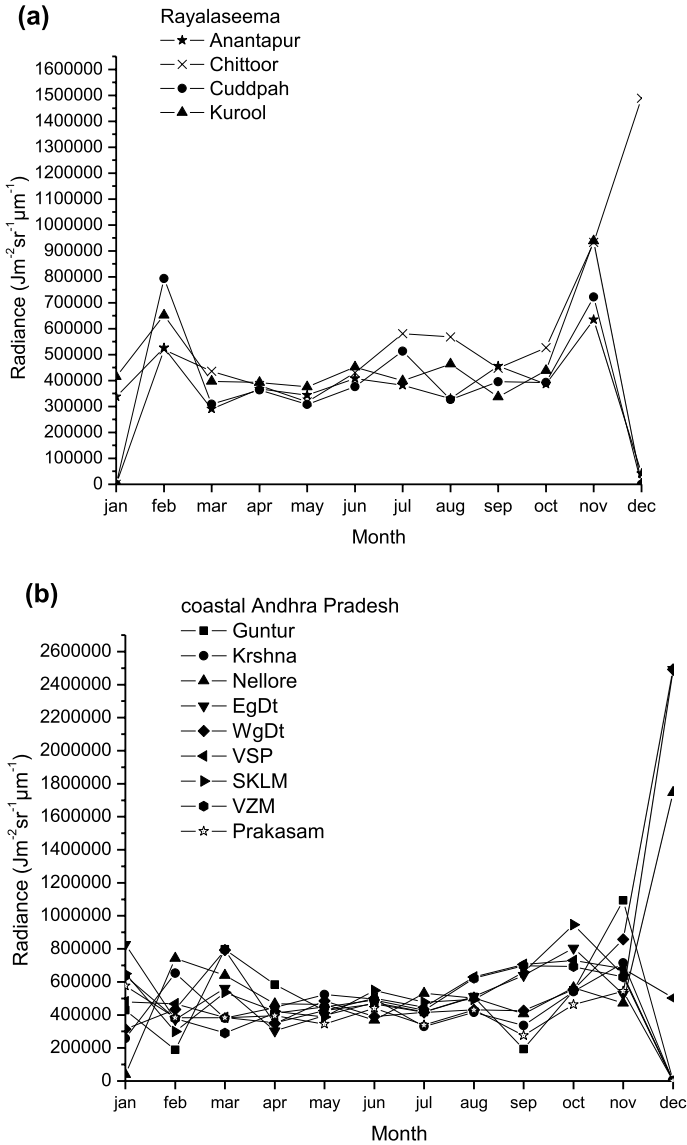 (a)
Rayalaseema
Anantapur
Chittoor
Cuddpah
Kurool
1600000
1500000
1400000
1300000
1200000
1100000
1000000
900000
800000
700000
600000
500000
400000
300000
200000
100000
0
Radiance (Jm⁻²sr⁻¹µm⁻¹)
jan feb mar apr may jun jul aug sep oct nov dec
Month
(b)
coastal Andhra Pradesh
Guntur
Krshna
Nellore
EgDt
WgDt
VSP
SKLM
VZM
Prakasam
2600000
2400000
2200000
2000000
1800000
1600000
1400000
1200000
1000000
800000
600000
400000
200000
0
Radiance (Jm⁻²sr⁻¹µm⁻¹)
jan feb mar apr may jun jul aug sep oct nov dec
Month